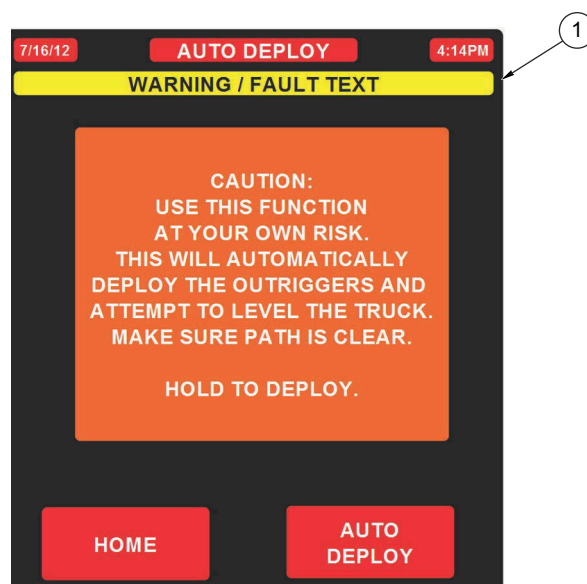 7/16/12 AUTO DEPLOY 4:14PM
WARNING / FAULT TEXT
1
CAUTION:
USE THIS FUNCTION
AT YOUR OWN RISK.
THIS WILL AUTOMATICALLY
DEPLOY THE OUTRIGGERS AND
ATTEMPT TO LEVEL THE TRUCK.
MAKE SURE PATH IS CLEAR.
HOLD TO DEPLOY.
HOME
AUTO
DEPLOY